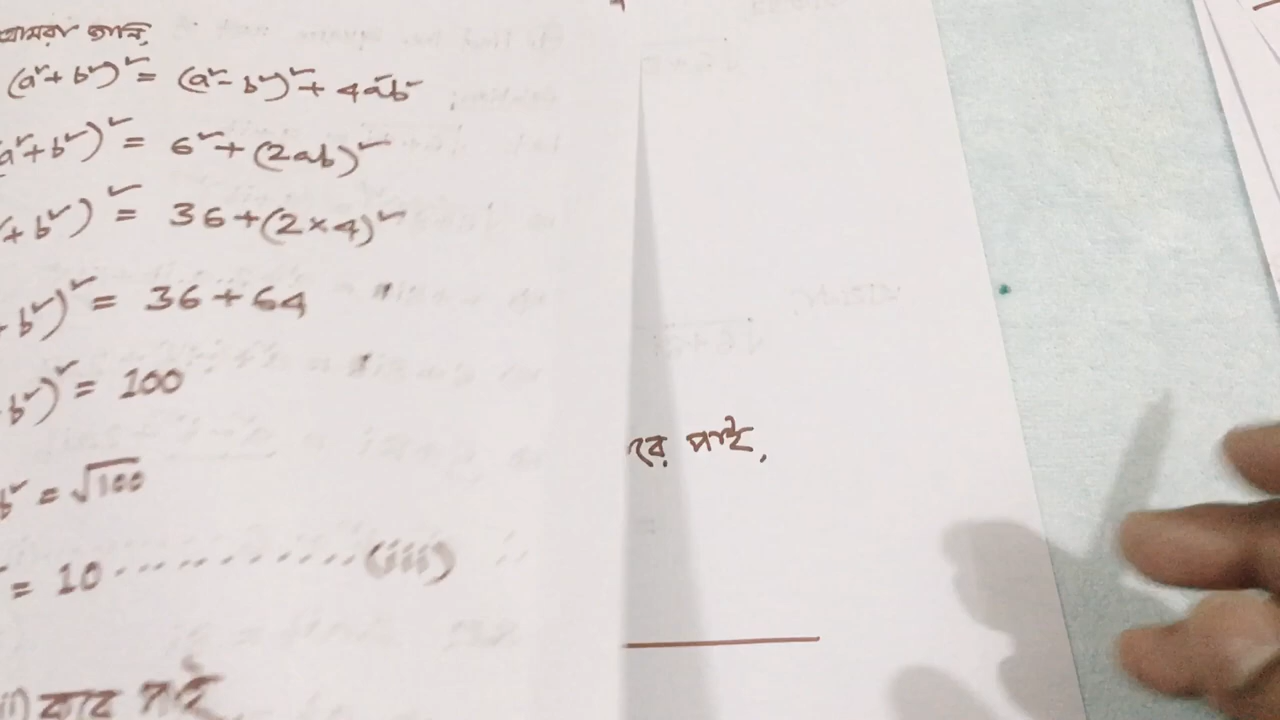 আমরা জানি,
(a² + b²)² = (a² - b²)² + 4a²b²
a² + b²)² = 6² + (2ab)²
+ b²)² = 36 + (2×4)²
b²)² = 36 + 64
b²)² = 100
b² = √100
= 10 ............ (iii)
করে পাই
রে পাই,